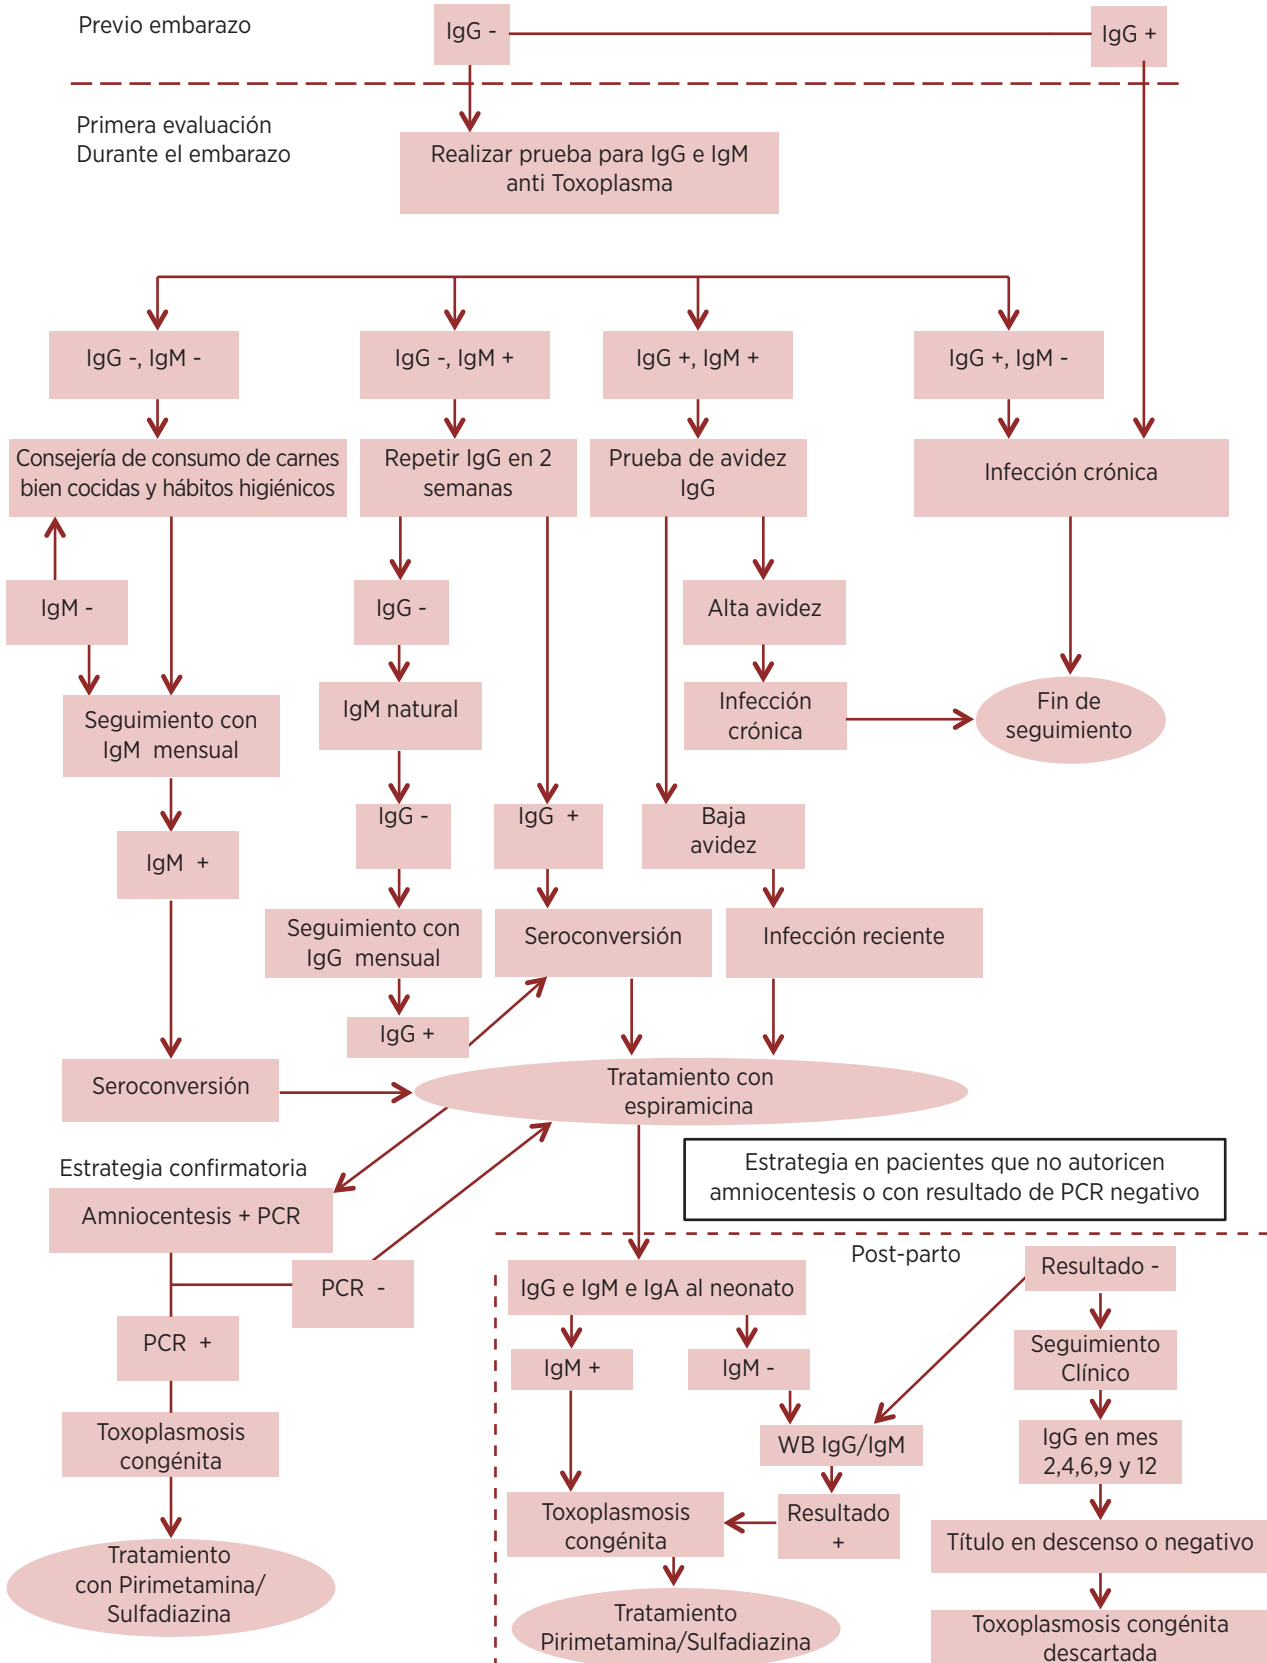 Previo embarazo
IgG -
IgG +
Primera evaluación
Durante el embarazo
Realizar prueba para IgG e IgM
anti Toxoplasma
IgG -, IgM -
IgG -, IgM +
IgG +, IgM +
IgG +, IgM -
Consejería de consumo de carnes
bien cocidas y hábitos higiénicos
Repetir IgG en 2
semanas
Prueba de avidez
IgG
Infección crónica
IgM -
IgG -
Alta avidez
Seguimiento con
IgM mensual
IgM natural
Infección
crónica
Fin de
seguimiento
IgM +
IgG -
IgG +
Baja
avidez
Seguimiento con
IgG mensual
Seroconversión
Infección reciente
IgG +
Seroconversión
Tratamiento con
espiramicina
Estrategia confirmatoria
Amniocentesis + PCR
Estrategia en pacientes que no autoricen
amniocentesis o con resultado de PCR negativo
PCR -
Post-parto
IgG e IgM e IgA al neonato
Resultado -
PCR +
IgM +
IgM -
Seguimiento
Clínico
Toxoplasmosis
congénita
WB IgG/IgM
IgG en mes
2,4,6,9 y 12
Toxoplasmosis
congénita
Resultado
+
Título en descenso o negativo
Tratamiento
con Pirimetamina/
Sulfadiazina
Tratamiento
Pirimetamina/Sulfadiazina
Toxoplasmosis congénita
descartada